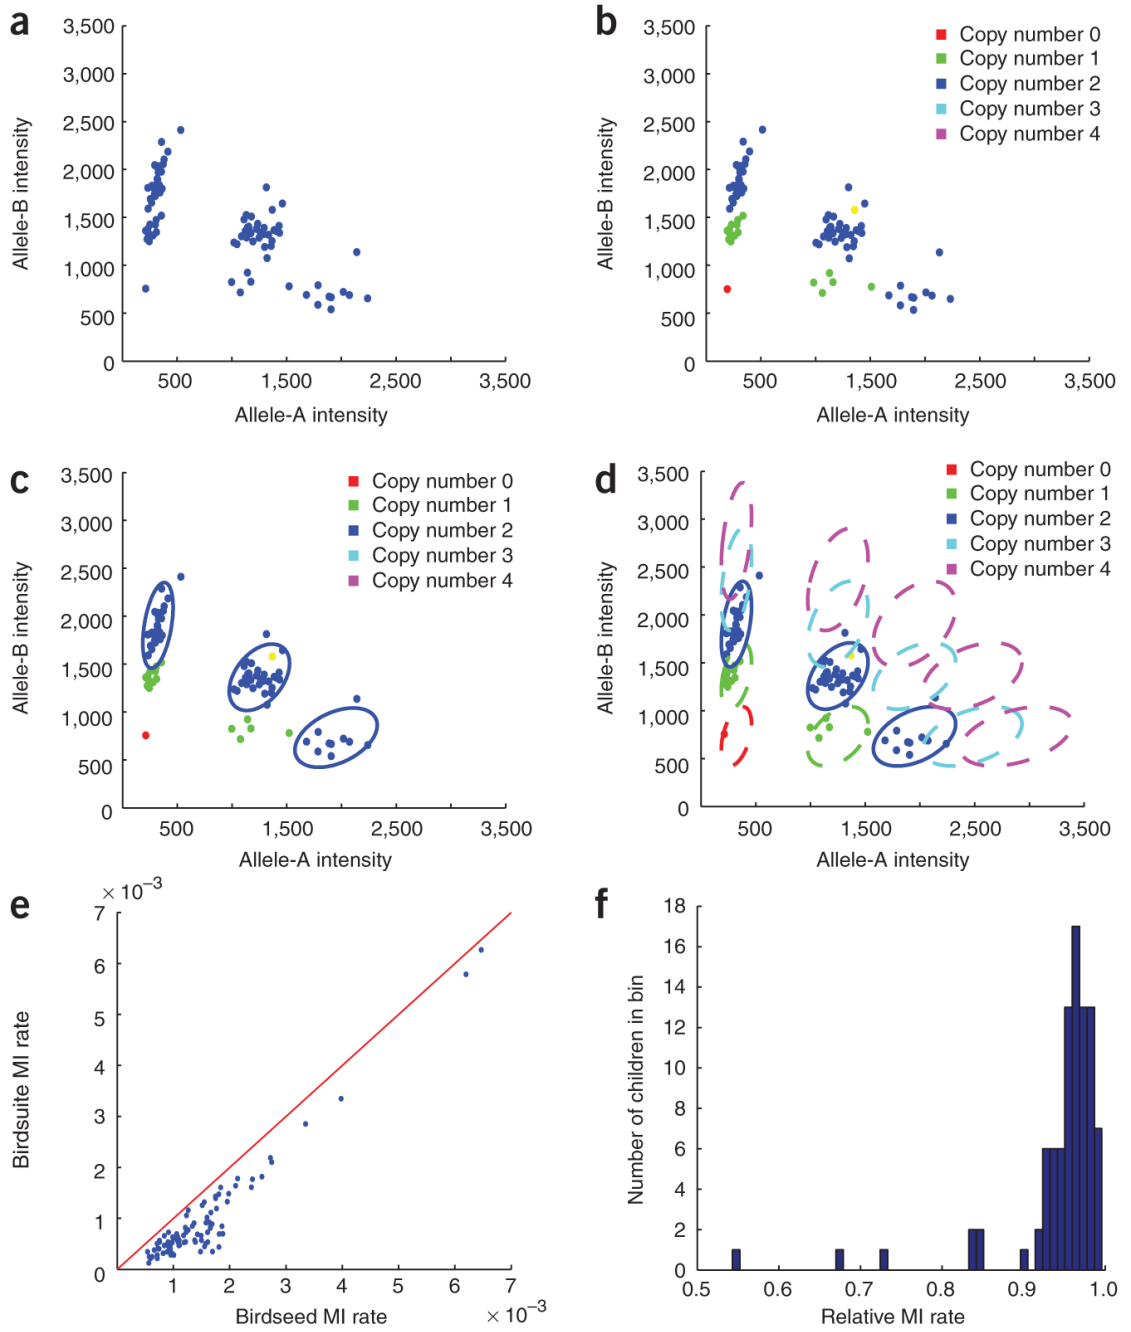 a
3,500
3,000
2,500
2,000
1,500
1,000
500
0
Allele-B intensity
500 1,500 2,500 3,500
Allele-A intensity
b
3,500
3,000
2,500
2,000
1,500
1,000
500
0
Allele-B intensity
Copy number 0
Copy number 1
Copy number 2
Copy number 3
Copy number 4
500 1,500 2,500 3,500
Allele-A intensity
c
3,500
3,000
2,500
2,000
1,500
1,000
500
0
Allele-B intensity
Copy number 0
Copy number 1
Copy number 2
Copy number 3
Copy number 4
500 1,500 2,500 3,500
Allele-A intensity
d
3,500
3,000
2,500
2,000
1,500
1,000
500
0
Allele-B intensity
Copy number 0
Copy number 1
Copy number 2
Copy number 3
Copy number 4
500 1,500 2,500 3,500
Allele-A intensity
e
× 10⁻³
7
6
5
4
3
2
1
0
Birdsuite MI rate
1 2 3 4 5 6 7
Birdseed MI rate
× 10⁻³
f
18
16
14
12
10
8
6
4
2
0
Number of children in bin
0.5 0.6 0.7 0.8 0.9 1.0
Relative MI rate